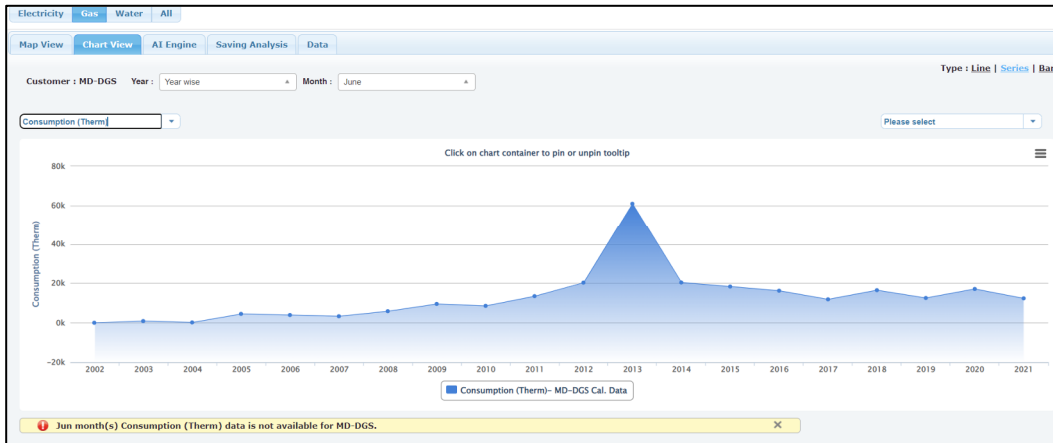 Electricity Gas Water All
Map View Chart View AI Engine Saving Analysis Data
Type : Line | Series | Bar
Customer : MD-DGS Year : Year wise Month : June
Consumption (Therm) Please select
Click on chart container to pin or unpin tooltip
Consumption (Therm)
80k
60k
40k
20k
0k
-20k
2002 2003 2004 2005 2006 2007 2008 2009 2010 2011 2012 2013 2014 2015 2016 2017 2018 2019 2020 2021
Consumption (Therm)- MD-DGS Cal. Data
Jun month(s) Consumption (Therm) data is not available for MD-DGS.